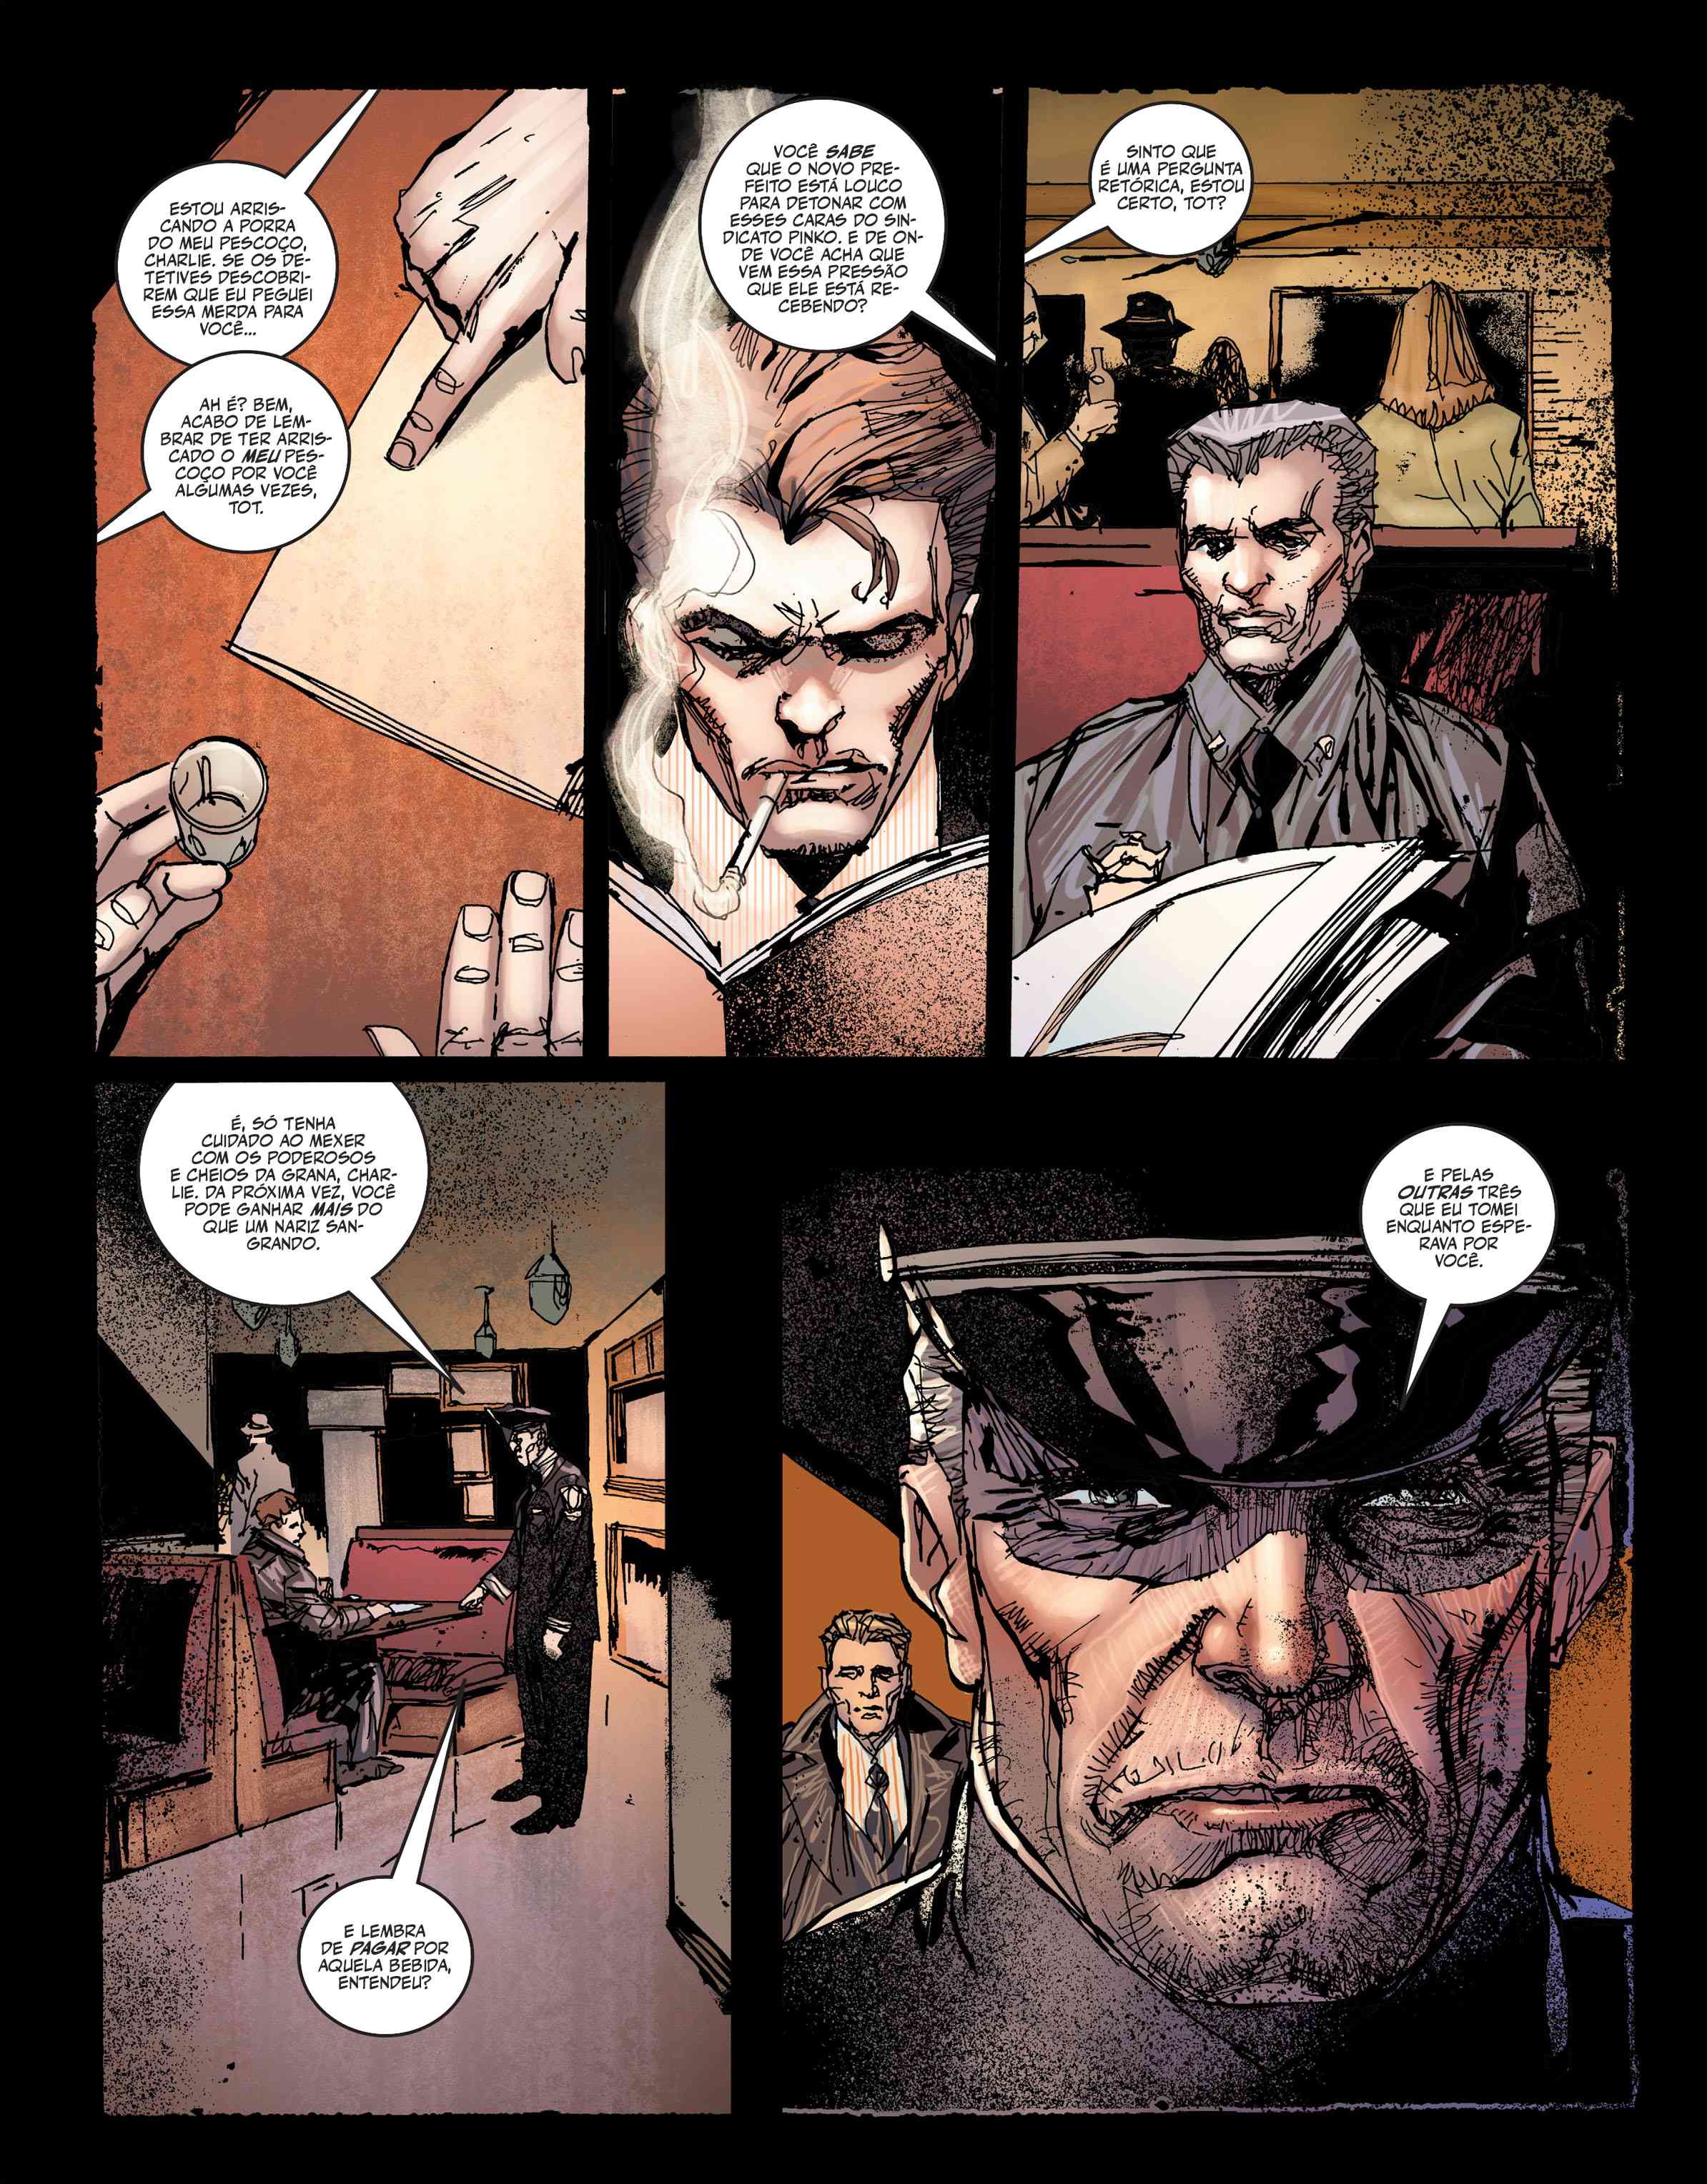 ESTOU ARRIS-
CANDO A PORRA
DO MEU PESCOÇO,
CHARLIE. SE OS DE-
TETIVES DESCOBRI-
REM QUE EU PEGUEI
ESSA MERDA PARA
VOCÊ...
AH É? BEM,
ACABO DE LEM-
BRAR DE TER ARRIS-
CADO O MEU PES-
COÇO POR VOCÊ
ALGUMAS VEZES,
TOT.
VOCÊ SABE
QUE O NOVO PRE-
FEITO ESTÁ LOUCO
PARA DETONAR COM
ESSES CARAS DO SIN-
DICATO PINKO. E DE ON-
DE VOCÊ ACHA QUE
VEM ESSA PRESSÃO
QUE ELE ESTÁ RE-
CEBENDO?
SINTO QUE
É UMA PERGUNTA
RETÓRICA, ESTOU
CERTO, TOT?
É, SÓ TENHA
CUIDADO AO MEXER
COM OS PODEROSOS
E CHEIOS DA GRANA, CHAR-
LIE. DA PRÓXIMA VEZ, VOCÊ
PODE GANHAR MAIS DO
QUE UM NARIZ SAN-
GRANDO.
E LEMBRA
DE PAGAR POR
AQUELA BEBIDA,
ENTENDEU?
E PELAS
OUTRAS TRÊS
QUE EU TOMEI
ENQUANTO ESPE-
RAVA POR
VOCÊ.